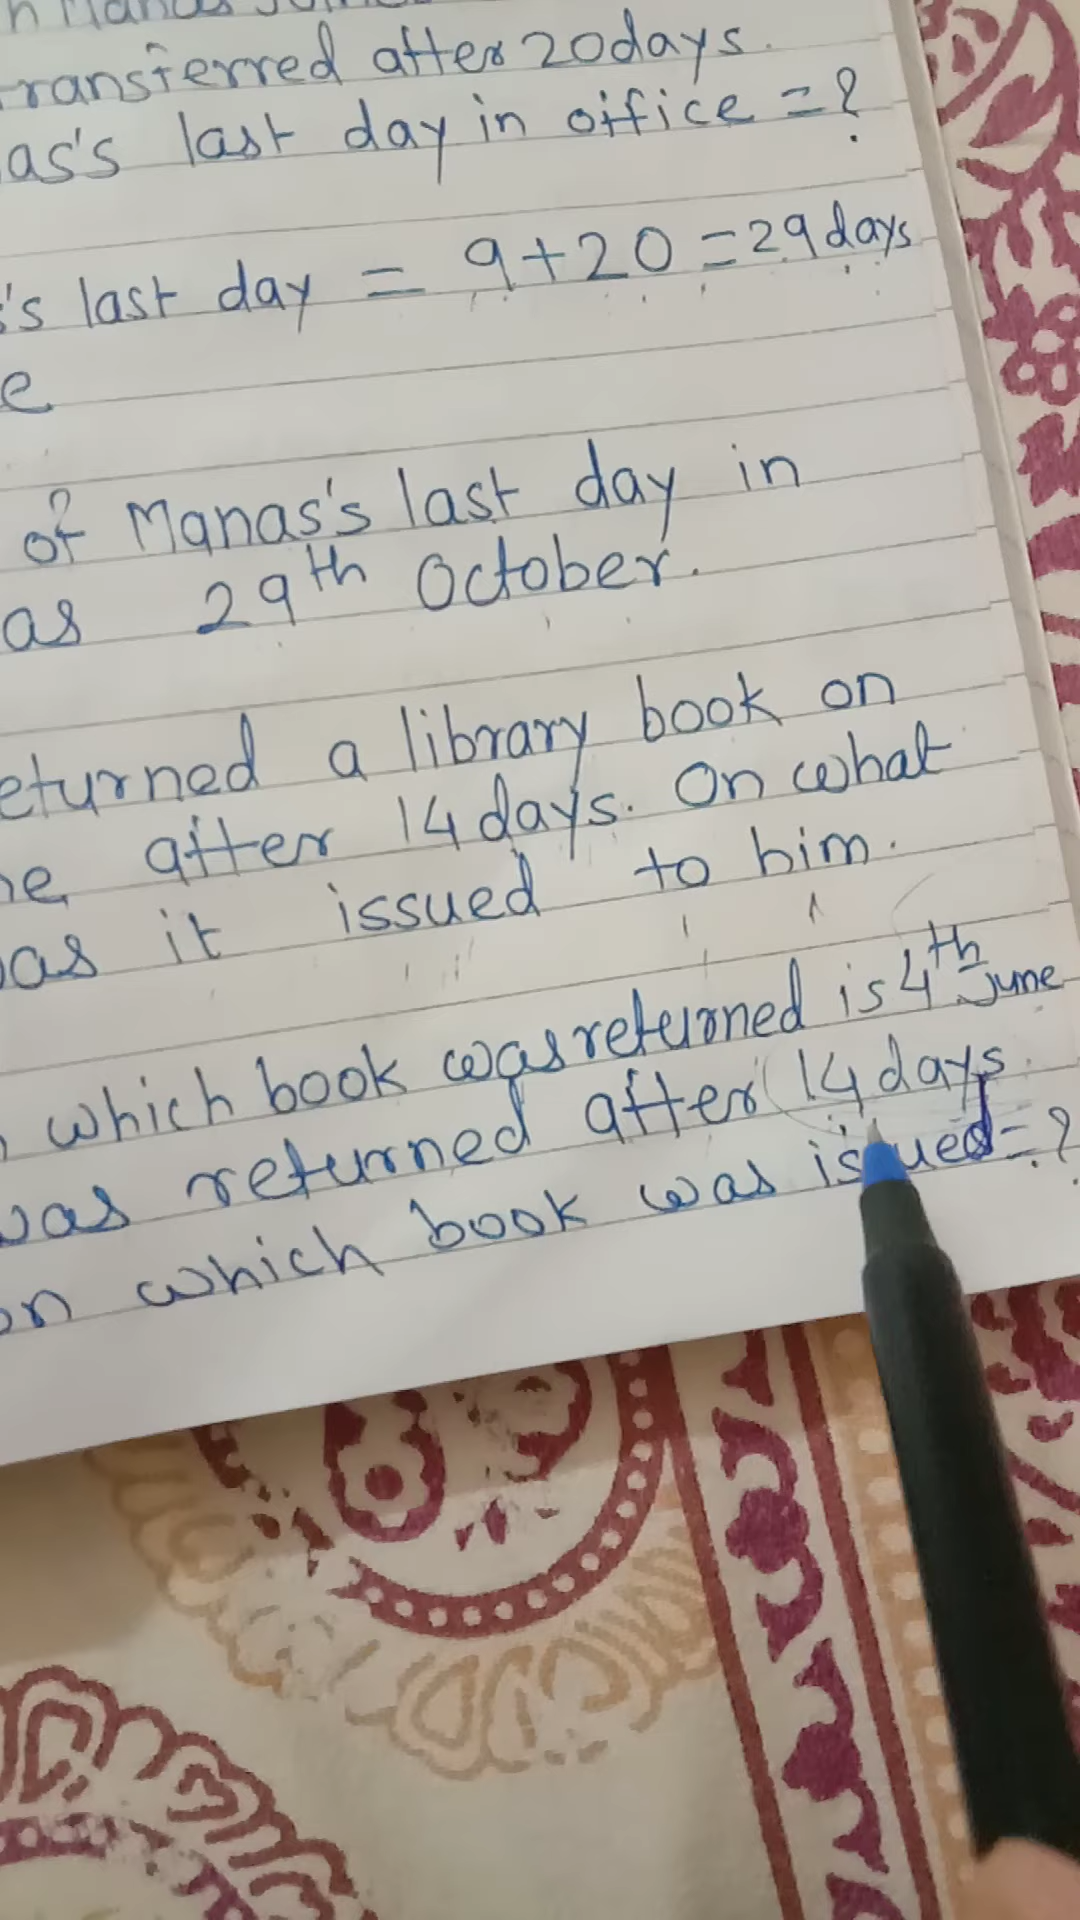 transferred after 20 days.
last day in office = ?
's last day = 9+20 = 29 days
e
of Manas's last day in
as 29th October.
eturned a library book on
after 14 days. On what
as it issued to him.
which book was returned is 4th June
was returned after 14 days.
on which book was issued = ?